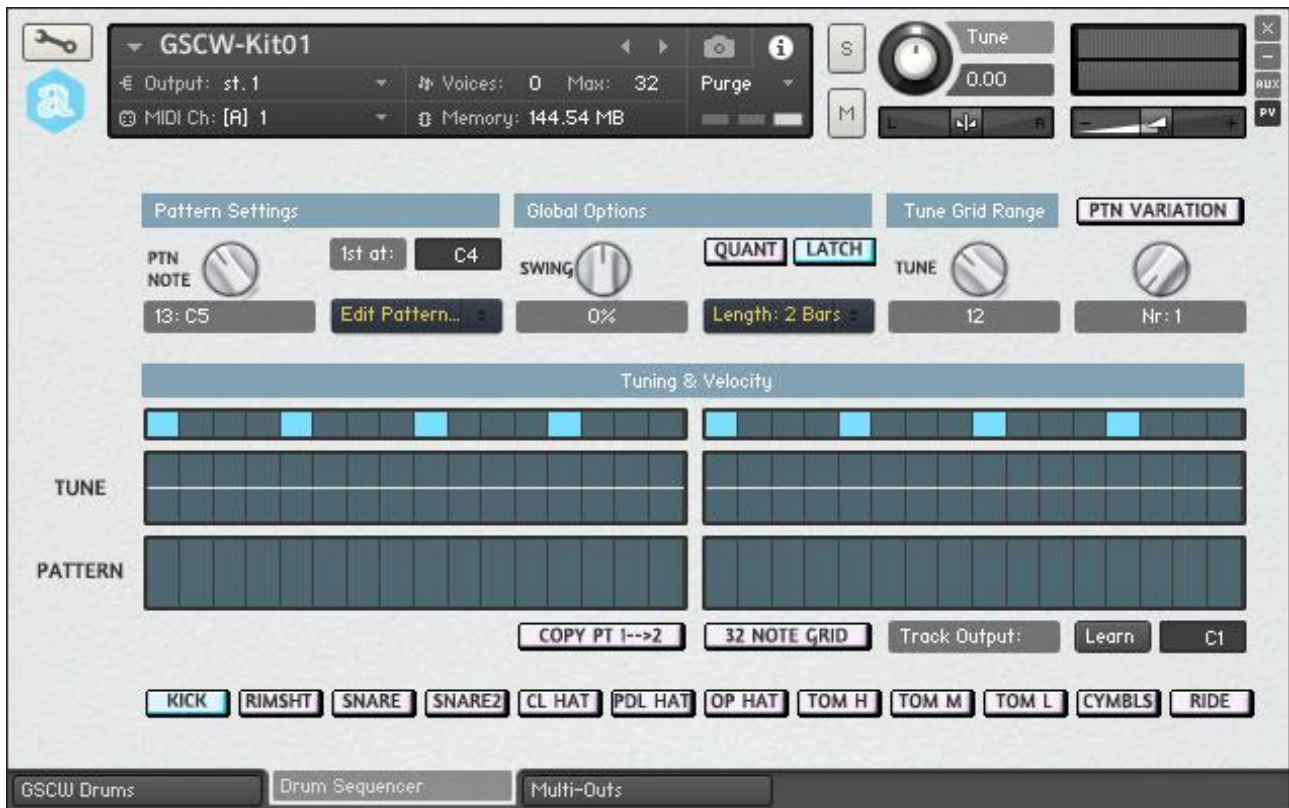 GSCW-Kit01
Output: st. 1
Voices: 0 Max: 32
Purge
MIDI Ch: [A] 1
Memory: 144.54 MB
S
M
Tune
0.00
L
R
AUX
PV
Pattern Settings
Global Options
Tune Grid Range
PTN VARIATION
PTN NOTE
1st at:
C4
SWING
QUANT
LATCH
TUNE
13: C5
Edit Pattern...
0%
Length: 2 Bars
12
Nr: 1
Tuning & Velocity
TUNE
PATTERN
COPY PT 1-->2
32 NOTE GRID
Track Output:
Learn
C1
KICK
RIMSHT
SNARE
SNARE2
CL HAT
PDL HAT
OP HAT
TOM H
TOM M
TOM L
CYMBLS
RIDE
GSCW Drums
Drum Sequencer
Multi-Outs